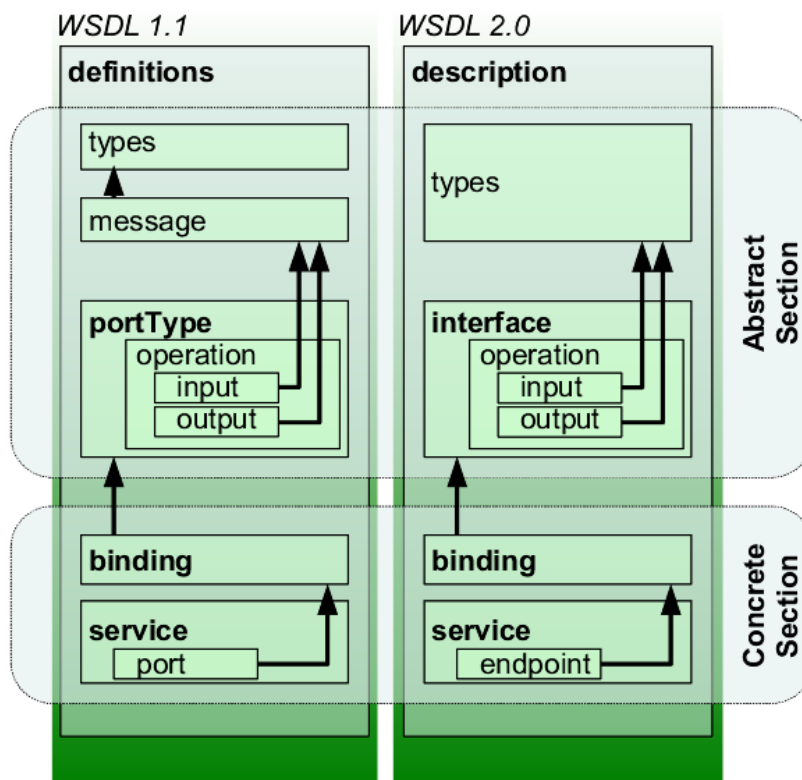 WSDL 1.1
definitions
types
message
portType
operation
input
output
binding
service
port
WSDL 2.0
description
types
interface
operation
input
output
binding
service
endpoint
Abstract
Section
Concrete
Section